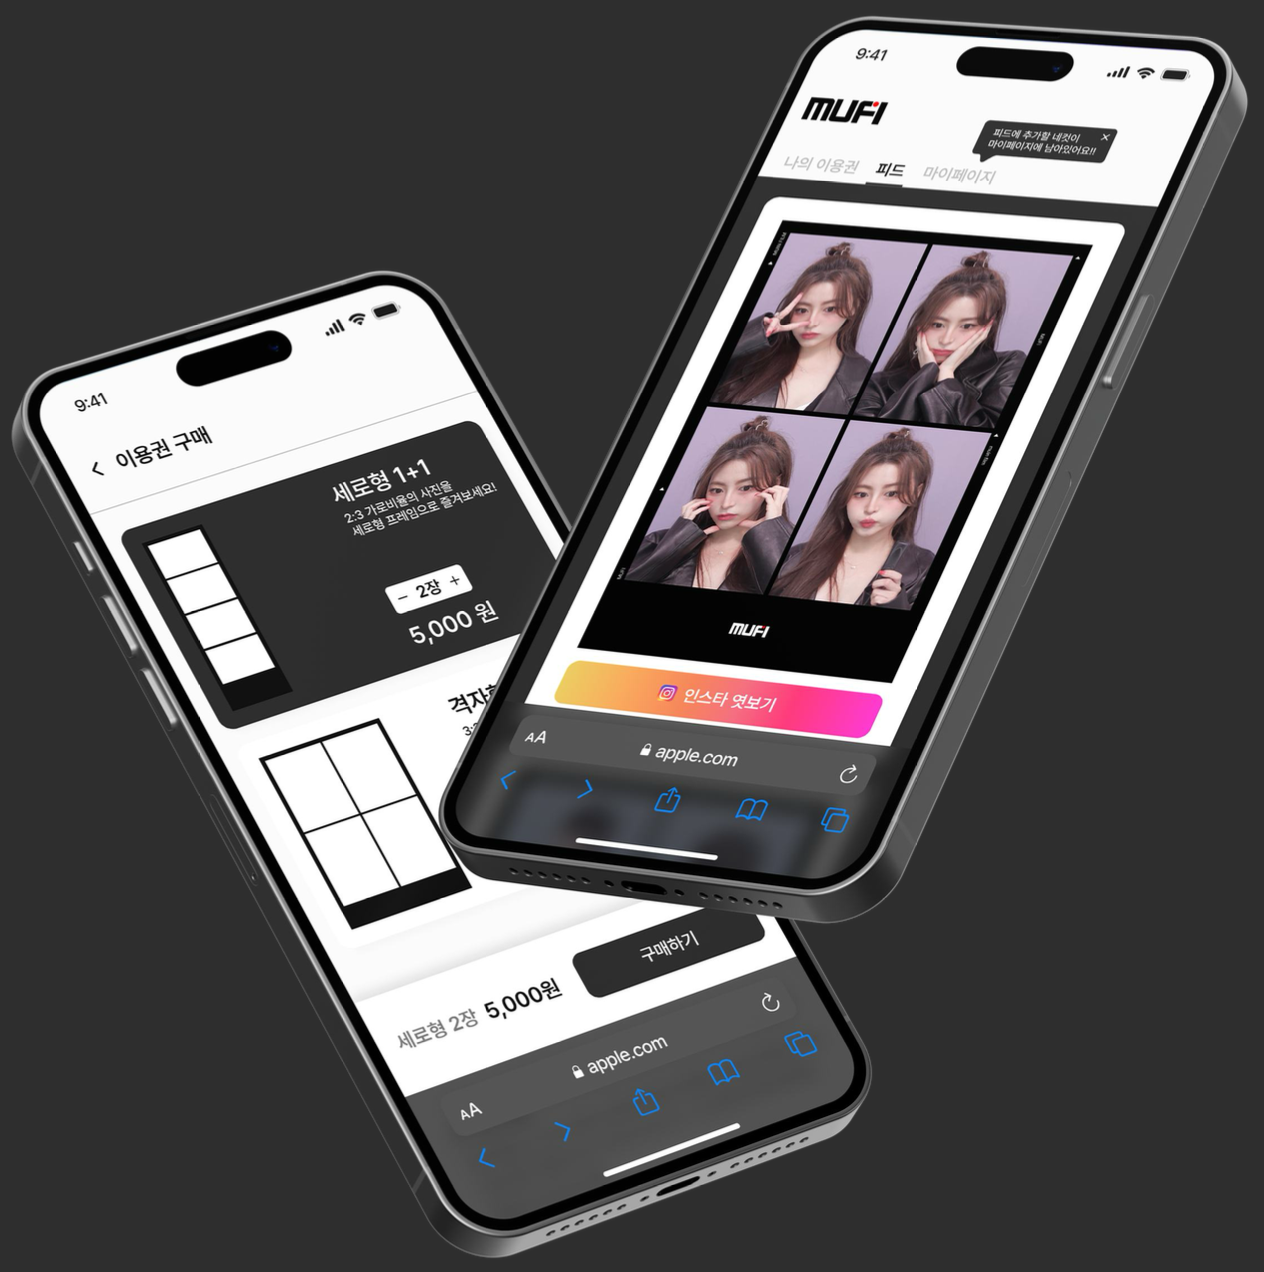 9:41
MUFI
피드에 추가할 네컷이
마이페이지에 남아있어요!!
나의 이용권 피드 마이페이지
MUFI
인스타 엿보기
AA apple.com
9:41
이용권 구매
세로형 1+1
2:3 가로비율의 사진을
세로형 프레임으로 즐겨보세요!
− 2장 +
5,000 원
세로형 2장 5,000원
구매하기
AA apple.com